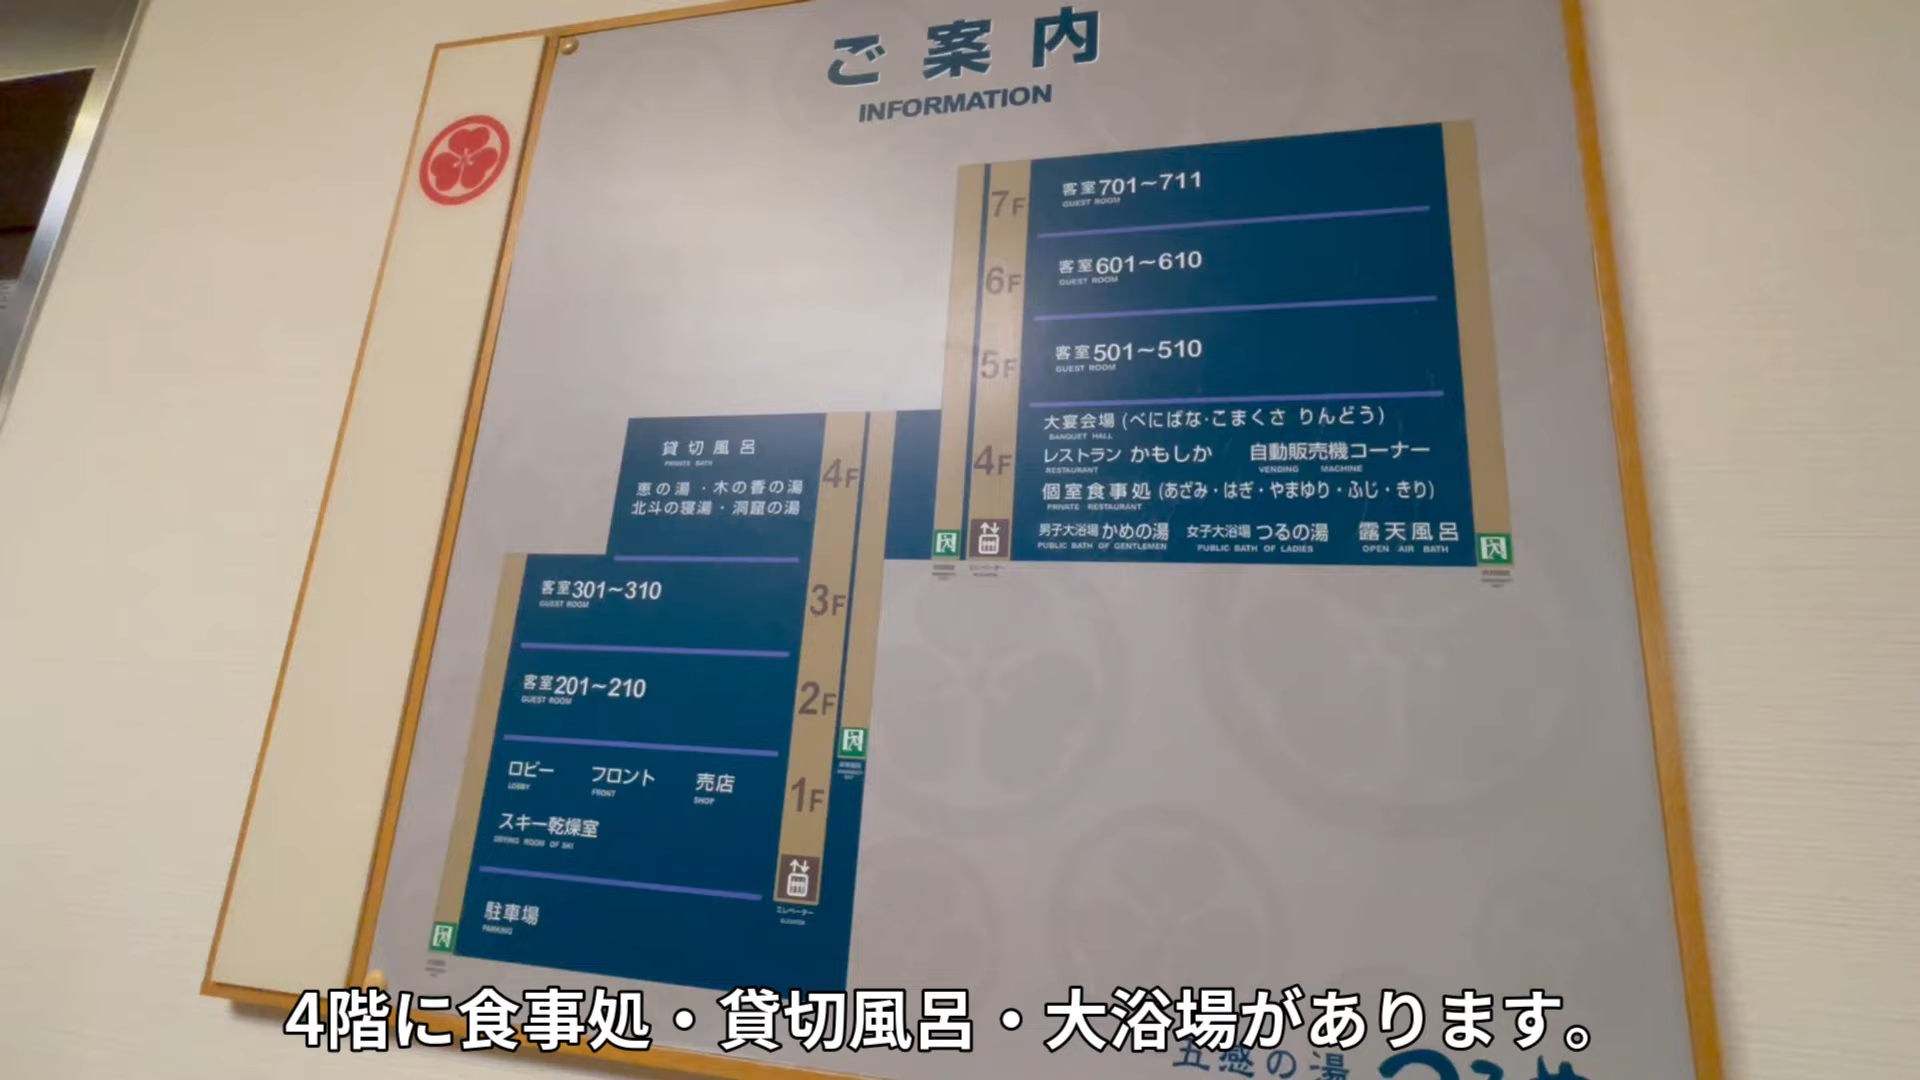 ご案内
INFORMATION
7F
客室701~711
GUEST ROOM
6F
客室601~610
GUEST ROOM
5F
客室501~510
GUEST ROOM
4F
大宴会場 (べにばな・こまくさ りんどう)
BANQUET HALL
レストラン かもしか 自動販売機コーナー
RESTAURANT VENDING MACHINE
個室食事処 (あざみ・はぎ・やまゆり・ふじ・きり)
PRIVATE RESTAURANT
男子大浴場 かめの湯 女子大浴場 つるの湯 露天風呂
PUBLIC BATH OF GENTLEMEN PUBLIC BATH OF LADIES OPEN AIR BATH
エレベーター
貸切風呂
PRIVATE BATH
4F
恵の湯・木の香の湯
北斗の寝湯・洞窟の湯
客室301~310
GUEST ROOM
3F
客室201~210
GUEST ROOM
2F
ロビー フロント 売店
LOBBY FRONT SHOP
1F
スキー乾燥室
DRYING ROOM OF SKI
エレベーター
駐車場
PARKING
4階に食事処・貸切風呂・大浴場があります。
五感の湯